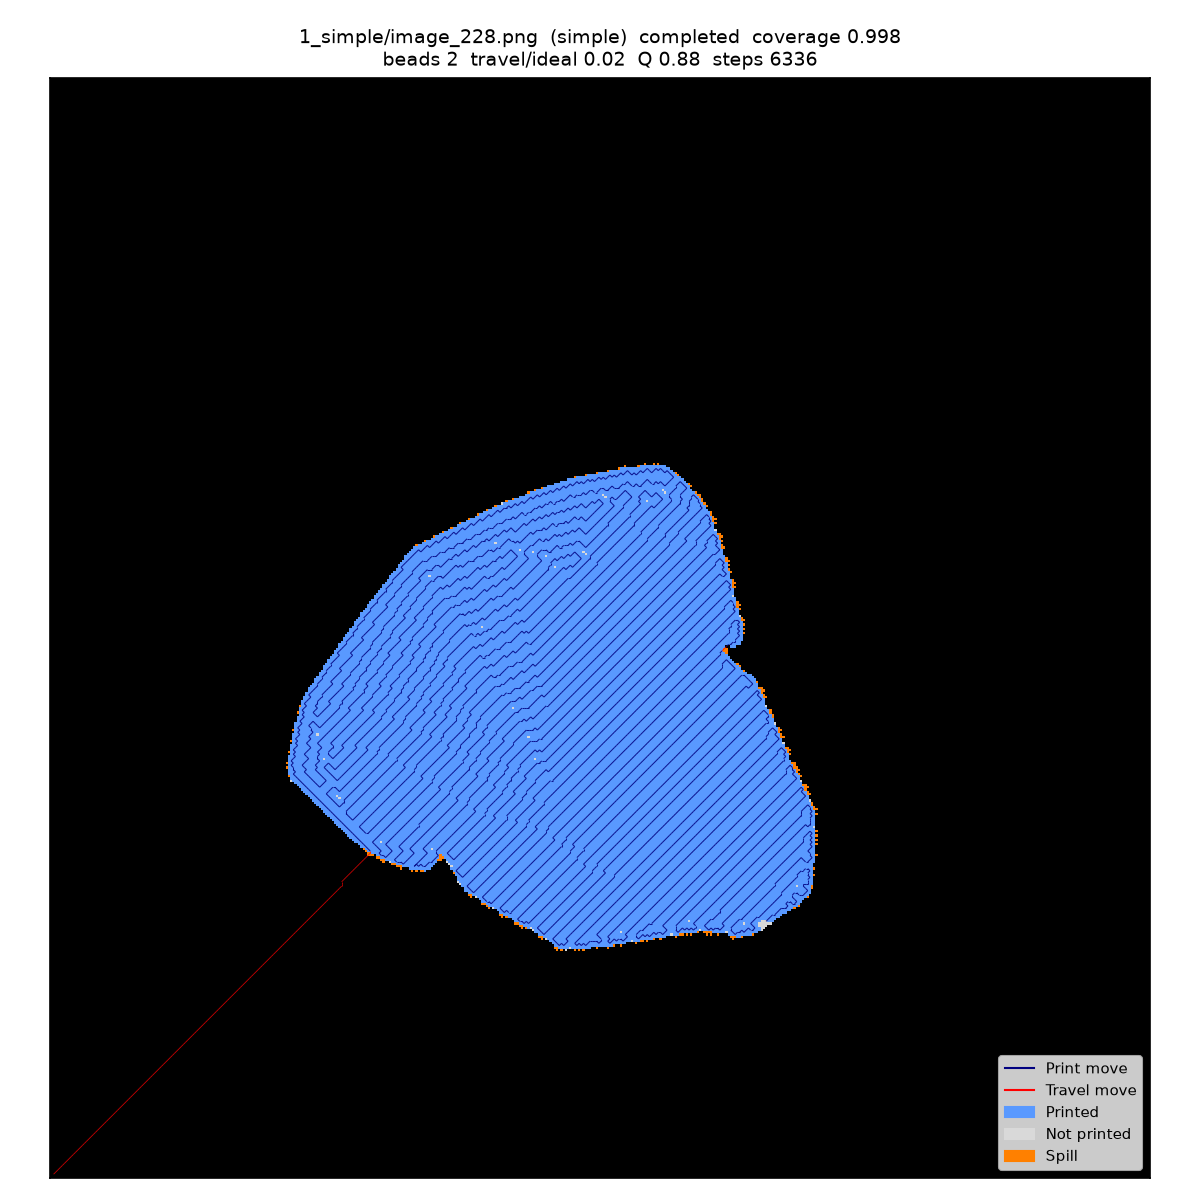 1_simple/image_228.png (simple) completed coverage 0.998
beads 2 travel/ideal 0.02 Q 0.88 steps 6336
Print move
Travel move
Printed
Not printed
Spill